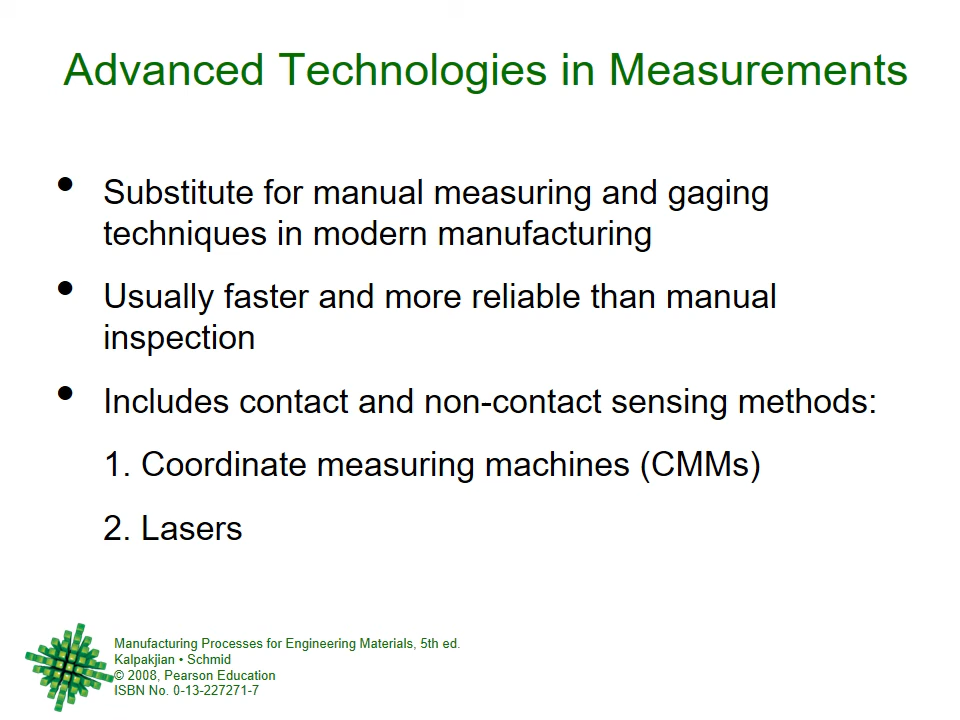 Advanced Technologies in Measurements
• Substitute for manual measuring and gaging
techniques in modern manufacturing
• Usually faster and more reliable than manual
inspection
• Includes contact and non-contact sensing methods:
1. Coordinate measuring machines (CMMs)
2. Lasers
Manufacturing Processes for Engineering Materials, 5th ed.
Kalpakjian • Schmid
© 2008, Pearson Education
ISBN No. 0-13-227271-7